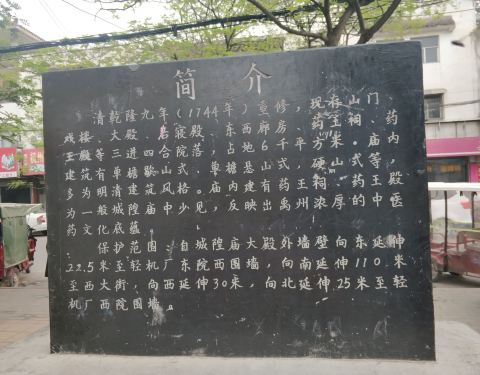 简介
清乾隆九年(1744年)重修,现存山门、
戏楼、大殿、后寝殿、东西廊房、药王祠。药
王殿等三进四合院落,占地6千平方米。庙内
建筑有单檐歇山式、单檐悬山、硬山等式。
多为明清建筑风格。庙内建有药王祠、药王殿,
为一般城隍庙中少见,反映出禹州浓厚的中医
药文化底蕴。
保护范围:自城隍庙大殿外墙壁向东延伸
22.5米至轻机厂东院西围墙,向南延伸110米
至西大街,向西延伸30米,向北延伸25米至轻
机厂西院围墙。